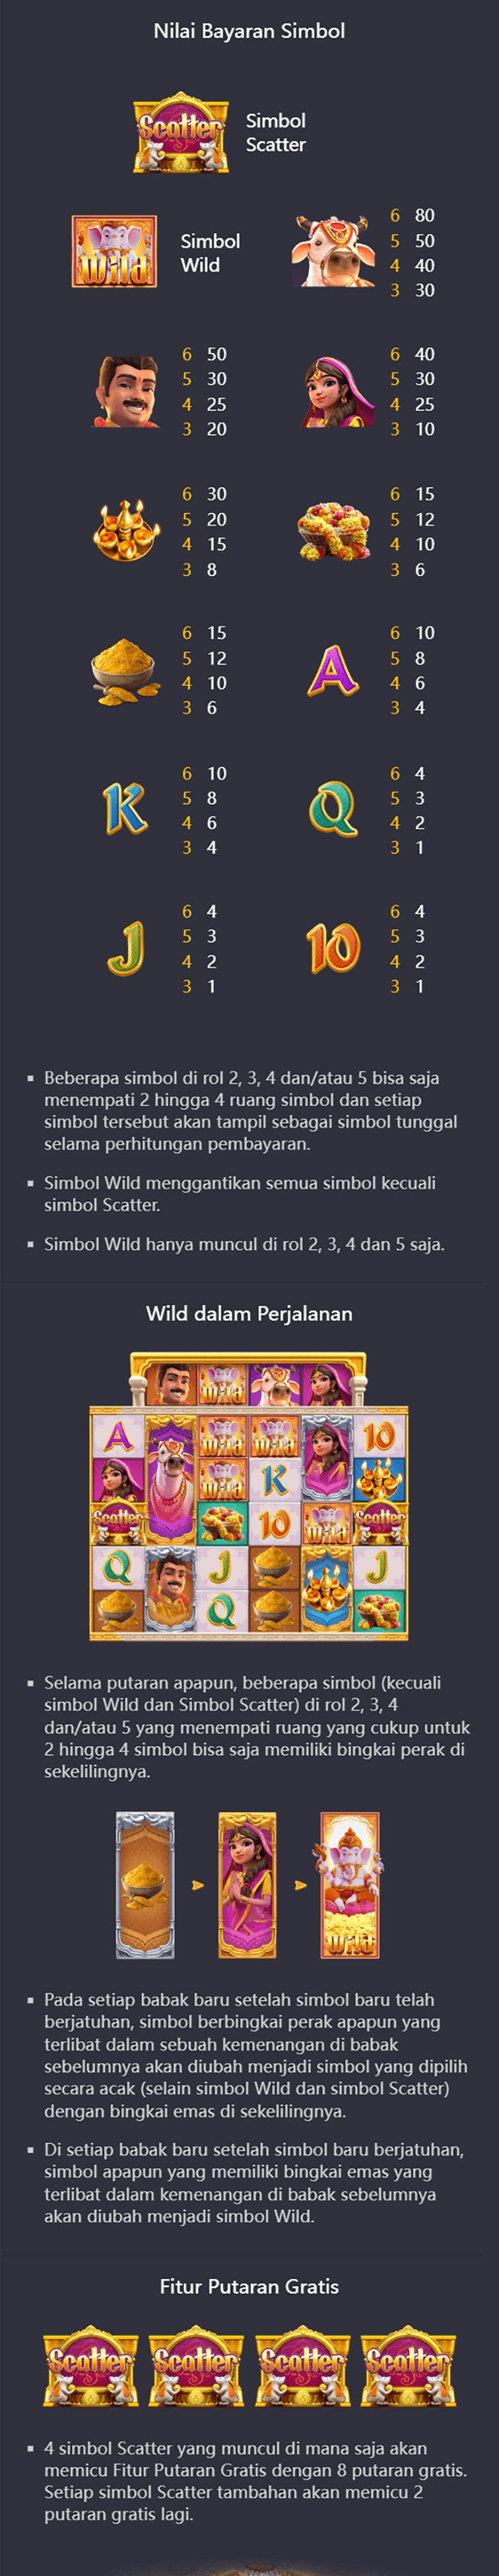 Nilai Bayaran Simbol
Scatter
Simbol
Scatter
Wild
Simbol
Wild
6 80
5 50
4 40
3 30
6 50
5 30
4 25
3 20
6 40
5 30
4 25
3 10
6 30
5 20
4 15
3 8
6 15
5 12
4 10
3 6
6 15
5 12
4 10
3 6
A
6 10
5 8
4 6
3 4
K
6 10
5 8
4 6
3 4
Q
6 4
5 3
4 2
3 1
J
6 4
5 3
4 2
3 1
10
6 4
5 3
4 2
3 1
▪ Beberapa simbol di rol 2, 3, 4 dan/atau 5 bisa saja
menempati 2 hingga 4 ruang simbol dan setiap
simbol tersebut akan tampil sebagai simbol tunggal
selama perhitungan pembayaran.
▪ Simbol Wild menggantikan semua simbol kecuali
simbol Scatter.
▪ Simbol Wild hanya muncul di rol 2, 3, 4 dan 5 saja.
Wild dalam Perjalanan
Wild
A Wild Wild 10
Wild K
Scatter 10 Wild Scatter
Q J J
Q
▪ Selama putaran apapun, beberapa simbol (kecuali
simbol Wild dan Simbol Scatter) di rol 2, 3, 4
dan/atau 5 yang menempati ruang yang cukup untuk
2 hingga 4 simbol bisa saja memiliki bingkai perak di
sekelilingnya.
Wild
▪ Pada setiap babak baru setelah simbol baru telah
berjatuhan, simbol berbingkai perak apapun yang
terlibat dalam sebuah kemenangan di babak
sebelumnya akan diubah menjadi simbol yang dipilih
secara acak (selain simbol Wild dan simbol Scatter)
dengan bingkai emas di sekelilingnya.
▪ Di setiap babak baru setelah simbol baru berjatuhan,
simbol apapun yang memiliki bingkai emas yang
terlibat dalam kemenangan di babak sebelumnya
akan diubah menjadi simbol Wild.
Fitur Putaran Gratis
Scatter Scatter Scatter Scatter
▪ 4 simbol Scatter yang muncul di mana saja akan
memicu Fitur Putaran Gratis dengan 8 putaran gratis.
Setiap simbol Scatter tambahan akan memicu 2
putaran gratis lagi.